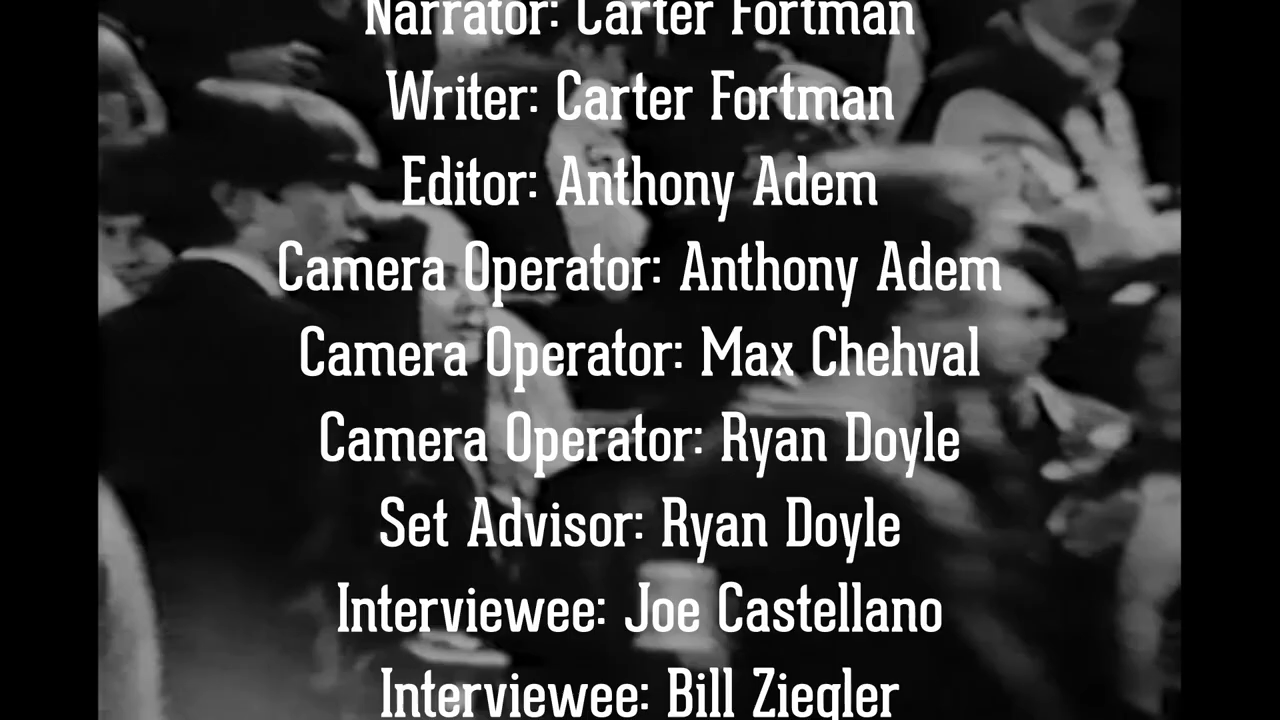 Narrator: Carter Fortman
Writer: Carter Fortman
Editor: Anthony Adem
Camera Operator: Anthony Adem
Camera Operator: Max Chehval
Camera Operator: Ryan Doyle
Set Advisor: Ryan Doyle
Interviewee: Joe Castellano
Interviewee: Bill Ziegler